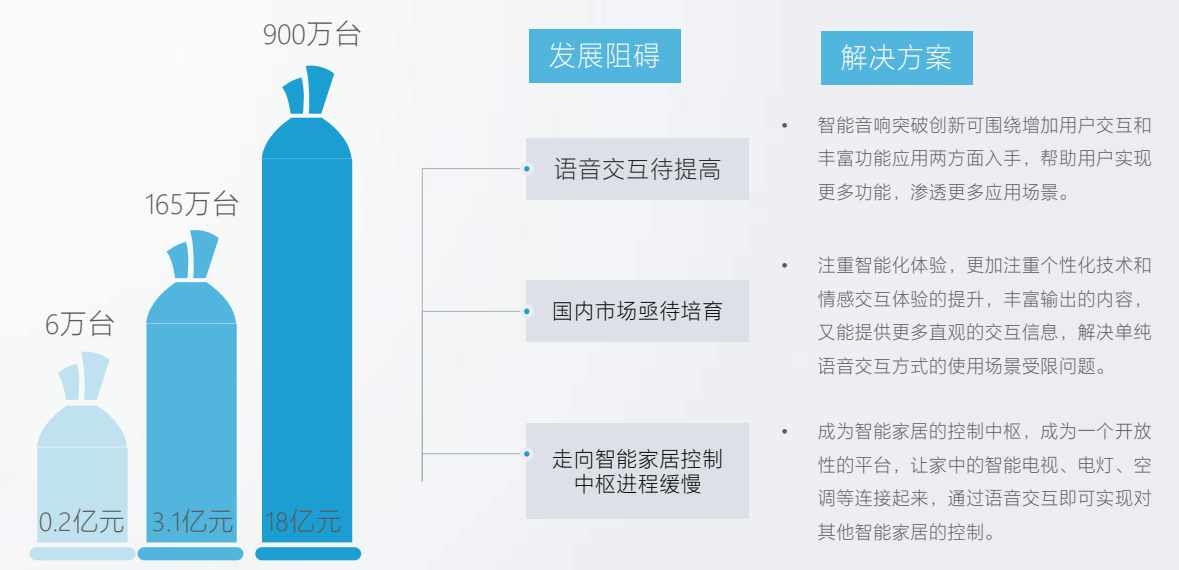 900万台
165万台
6万台
0.2亿元
3.1亿元
18亿元
发展阻碍
语音交互待提高
国内市场亟待培育
走向智能家居控制
中枢进程缓慢
解决方案
• 智能音响突破创新可围绕增加用户交互和
丰富功能应用两方面入手，帮助用户实现
更多功能，渗透更多应用场景。
• 注重智能化体验，更加注重个性化技术和
情感交互体验的提升，丰富输出的内容，
又能提供更多直观的交互信息，解决单纯
语音交互方式的使用场景受限问题。
• 成为智能家居的控制中枢，成为一个开放
性的平台，让家中的智能电视、电灯、空
调等连接起来，通过语音交互即可实现对
其他智能家居的控制。